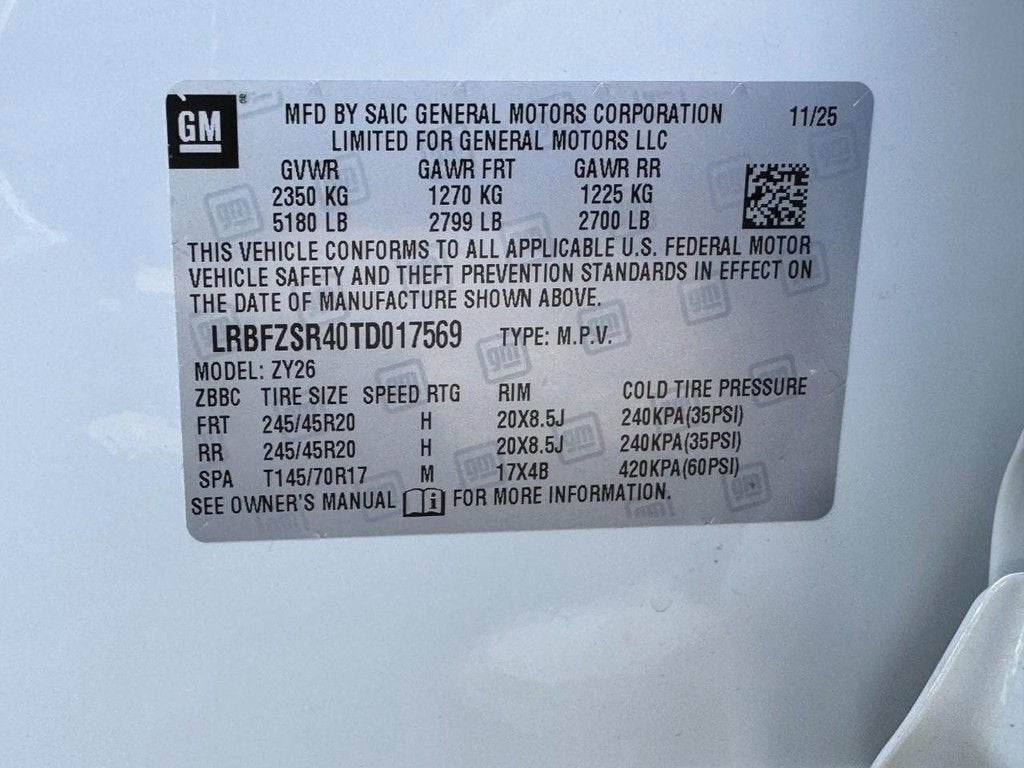 GM ® MFD BY SAIC GENERAL MOTORS CORPORATION 11/25
LIMITED FOR GENERAL MOTORS LLC
GVWR GAWR FRT GAWR RR
2350 KG 1270 KG 1225 KG
5180 LB 2799 LB 2700 LB
THIS VEHICLE CONFORMS TO ALL APPLICABLE U.S. FEDERAL MOTOR
VEHICLE SAFETY AND THEFT PREVENTION STANDARDS IN EFFECT ON
THE DATE OF MANUFACTURE SHOWN ABOVE.
LRBFZSR40TD017569 TYPE: M.P.V.
MODEL: ZY26
ZBBC TIRE SIZE SPEED RTG RIM COLD TIRE PRESSURE
FRT 245/45R20 H 20X8.5J 240KPA(35PSI)
RR 245/45R20 H 20X8.5J 240KPA(35PSI)
SPA T145/70R17 M 17X4B 420KPA(60PSI)
SEE OWNER'S MANUAL i FOR MORE INFORMATION.